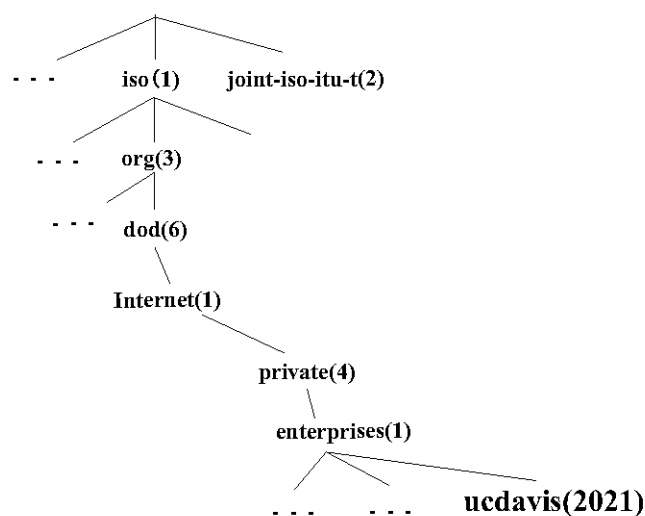 - - - iso(1) joint-iso-itu-t(2)
- - - org(3)
- - - dod(6)
Internet(1)
private(4)
enterprises(1)
- - - - - - ucdavis(2021)